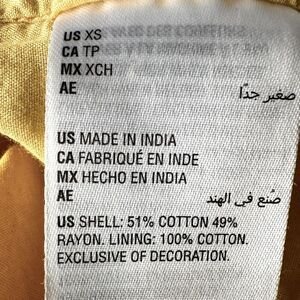 US XS
CA TP
MX XCH
AE صغير جدًا
US MADE IN INDIA
CA FABRIQUÉ EN INDE
MX HECHO EN INDIA
AE صُنع في الهند
US SHELL: 51% COTTON 49%
RAYON. LINING: 100% COTTON.
EXCLUSIVE OF DECORATION.